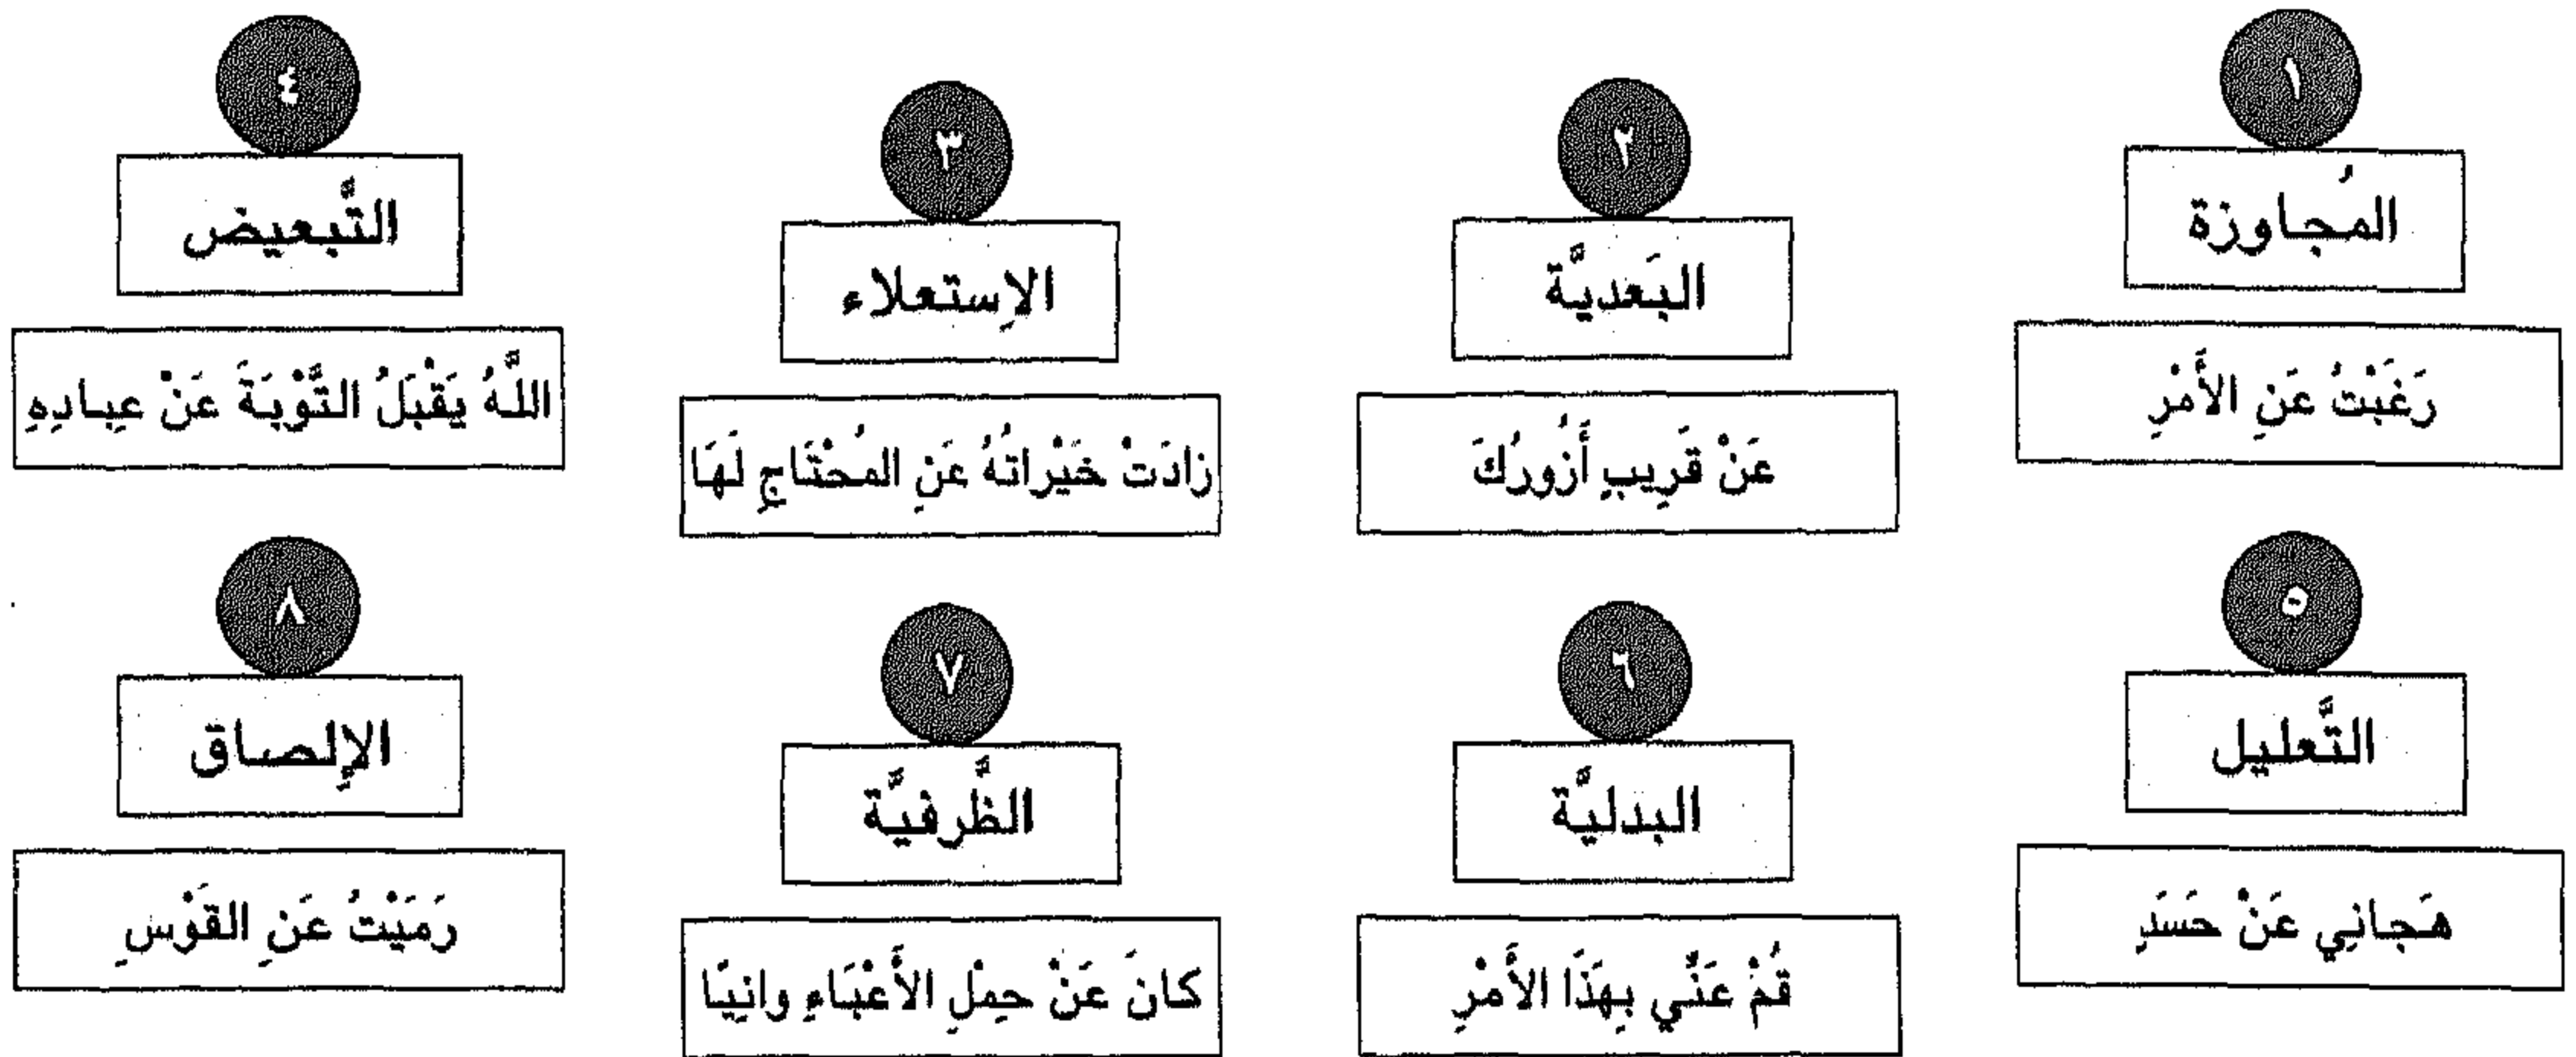 ١
المُجاوزة
رَغَبْتُ عَنِ الأَمْرِ
٢
البَعديَّة
عَنْ قَرِيبٍ أَزُورُكَ
٣
الاِستعلاء
زادَتْ خَيْراتُهُ عَنِ المُحْتَاجِ لَهَا
٤
التَّبعيض
اللَّهُ يَقْبَلُ التَّوْبَةَ عَنْ عِبادِهِ
٥
التَّعليل
هَجانِي عَنْ حَسَدٍ
٦
البدليَّة
قُمْ عَنِّي بِهَذَا الأَمْرِ
٧
الظَّرفيَّة
كانَ عَنْ حِمْلِ الأَعْبَاءِ وانِيًا
٨
الإِلصاق
رَمَيْتُ عَنِ القَوْسِ